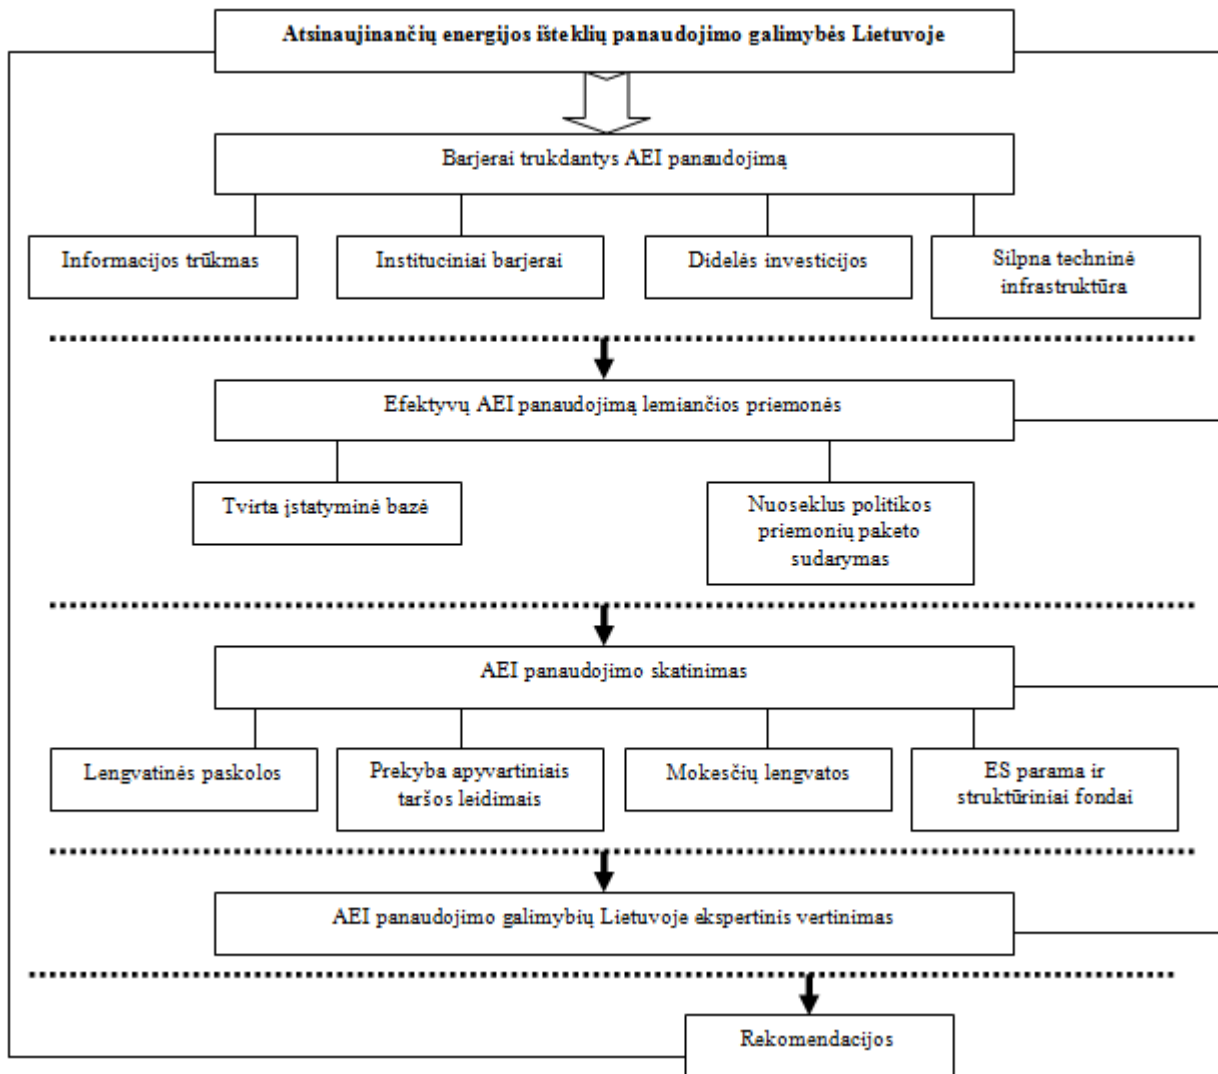 Atsinaujinančių energijos išteklių panaudojimo galimybės Lietuvoje
Barjerai trukdantys AEI panaudojimą
Informacijos trūkmas
Instituciniai barjerai
Didelės investicijos
Silpna techninė
infrastruktūra
Efektyvų AEI panaudojimą lemiančios priemonės
Tvirta įstatyminė bazė
Nuoseklus politikos
priemonių paketo
sudarymas
AEI panaudojimo skatinimas
Lengvatinės paskolos
Prekyba apyvartiniais
taršos leidimais
Mokesčių lengvatos
ES parama ir
struktūriniai fondai
AEI panaudojimo galimybių Lietuvoje ekspertinis vertinimas
Rekomendacijos